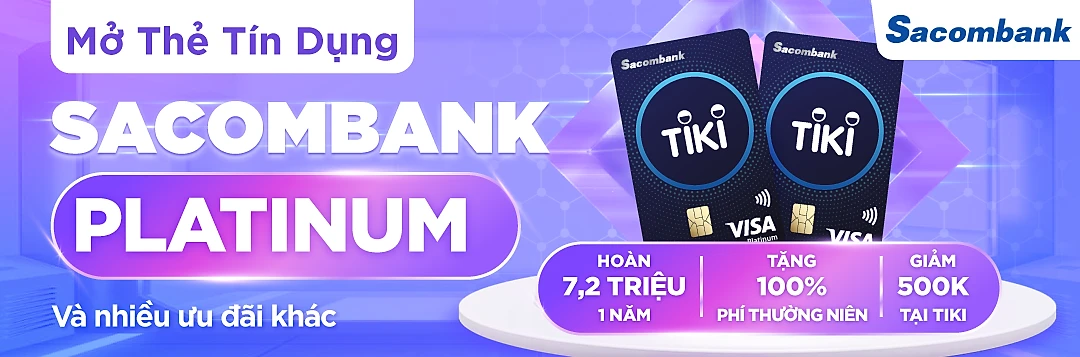 Mở Thẻ Tín Dụng
SACOMBANK
PLATINUM
Và nhiều ưu đãi khác
Sacombank
Sacombank
TiKi
VISA
Platinum
Sacombank
TiKi
VISA
HOÀN
7,2 TRIỆU
1 NĂM
TẶNG
100%
PHÍ THƯỜNG NIÊN
GIẢM
500K
TẠI TIKI